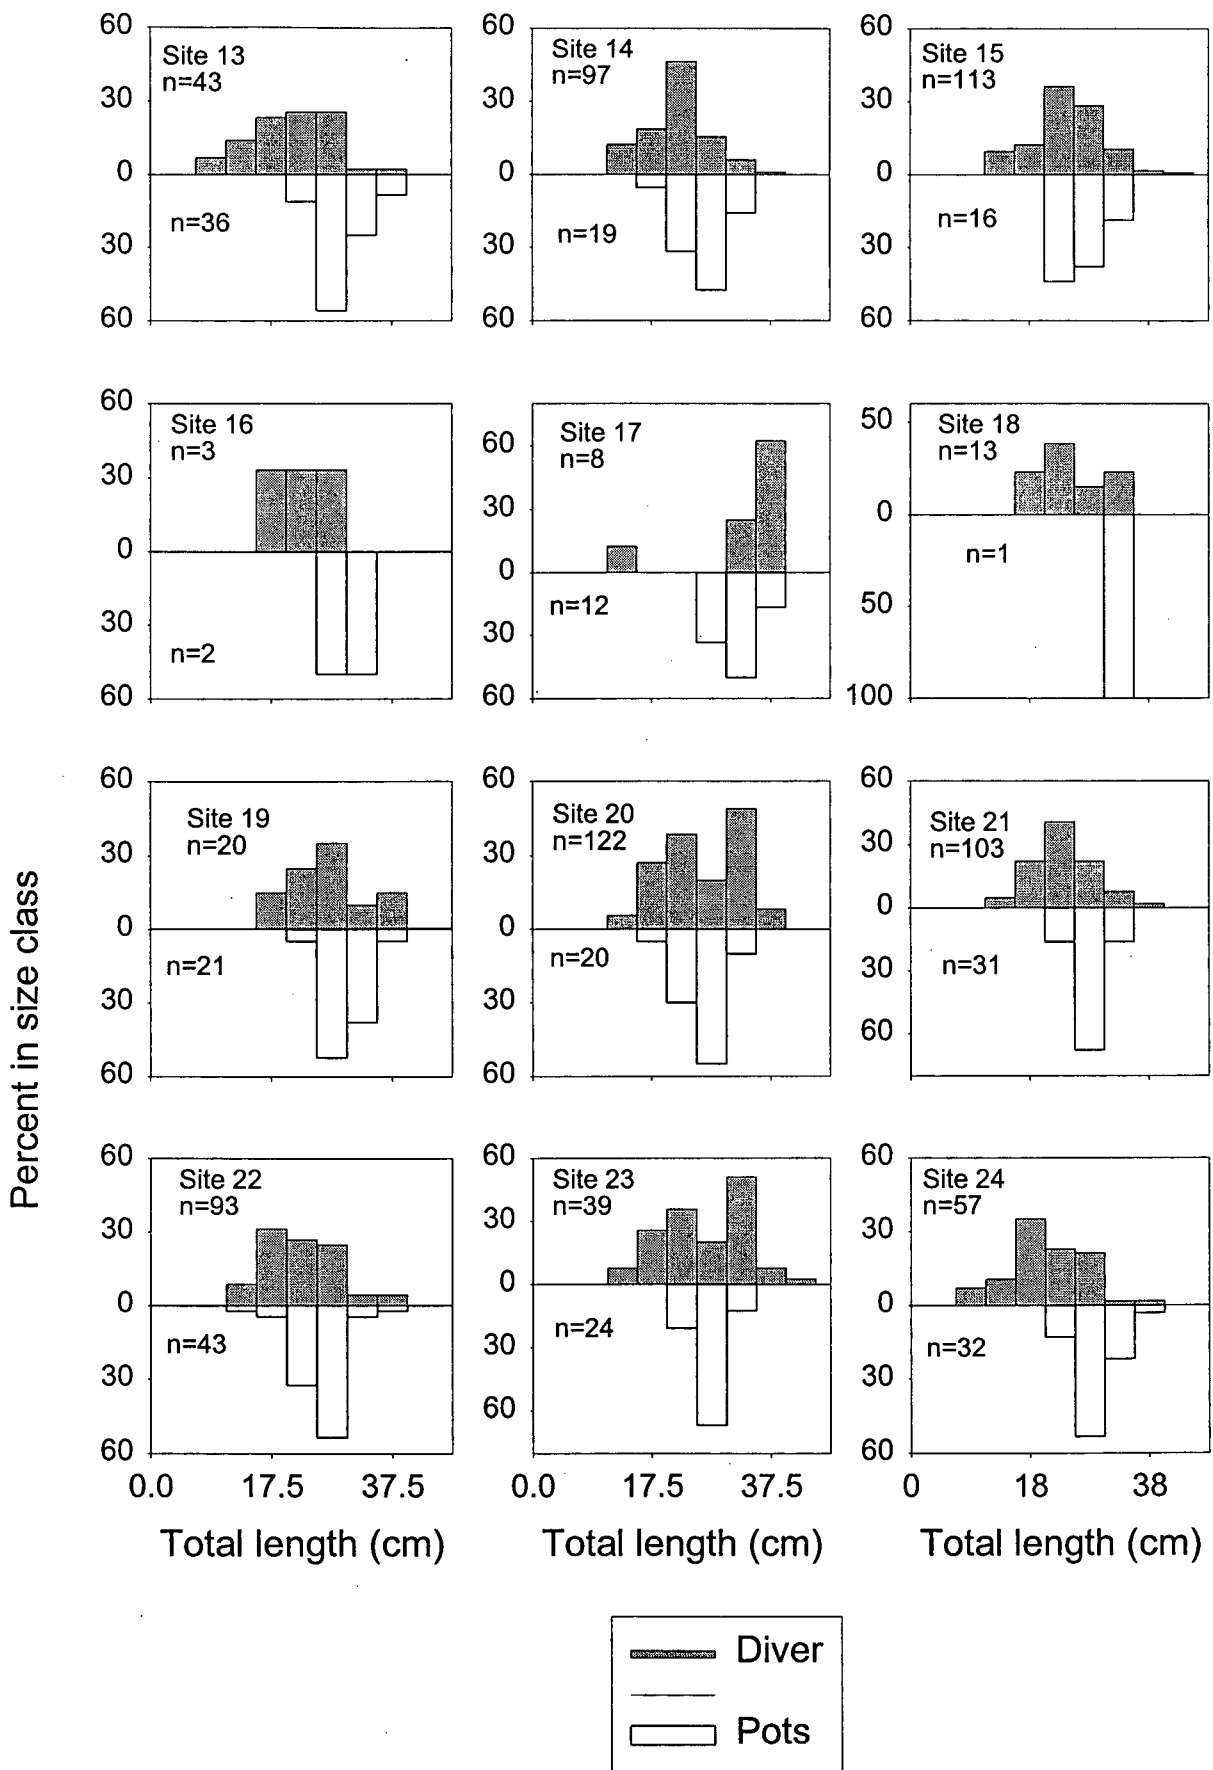 Percent in size class
60
30
0
30
60
Site 13
n=43
n=36
60
30
0
30
60
Site 14
n=97
n=19
60
30
0
30
60
Site 15
n=113
n=16
60
30
0
30
60
Site 16
n=3
n=2
60
30
0
30
60
Site 17
n=8
n=12
50
0
50
100
Site 18
n=13
n=1
60
30
0
30
60
Site 19
n=20
n=21
60
30
0
30
60
Site 20
n=122
n=20
60
30
0
30
60
Site 21
n=103
n=31
60
30
0
30
60
Site 22
n=93
n=43
0.0 17.5 37.5
Total length (cm)
60
30
0
30
60
Site 23
n=39
n=24
0.0 17.5 37.5
Total length (cm)
60
30
0
30
60
Site 24
n=57
n=32
0 18 38
Total length (cm)
Diver
Pots